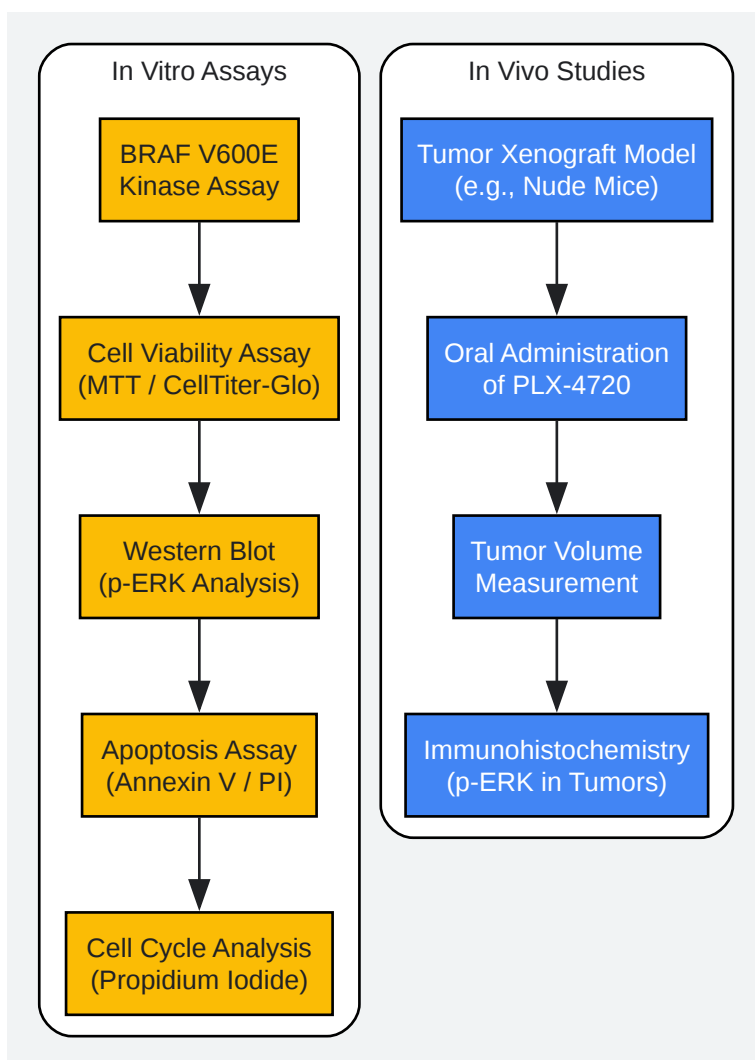 In Vitro Assays
BRAF V600E
Kinase Assay
Cell Viability Assay
(MTT / CellTiter-Glo)
Western Blot
(p-ERK Analysis)
Apoptosis Assay
(Annexin V / PI)
Cell Cycle Analysis
(Propidium Iodide)
In Vivo Studies
Tumor Xenograft Model
(e.g., Nude Mice)
Oral Administration
of PLX-4720
Tumor Volume
Measurement
Immunohistochemistry
(p-ERK in Tumors)